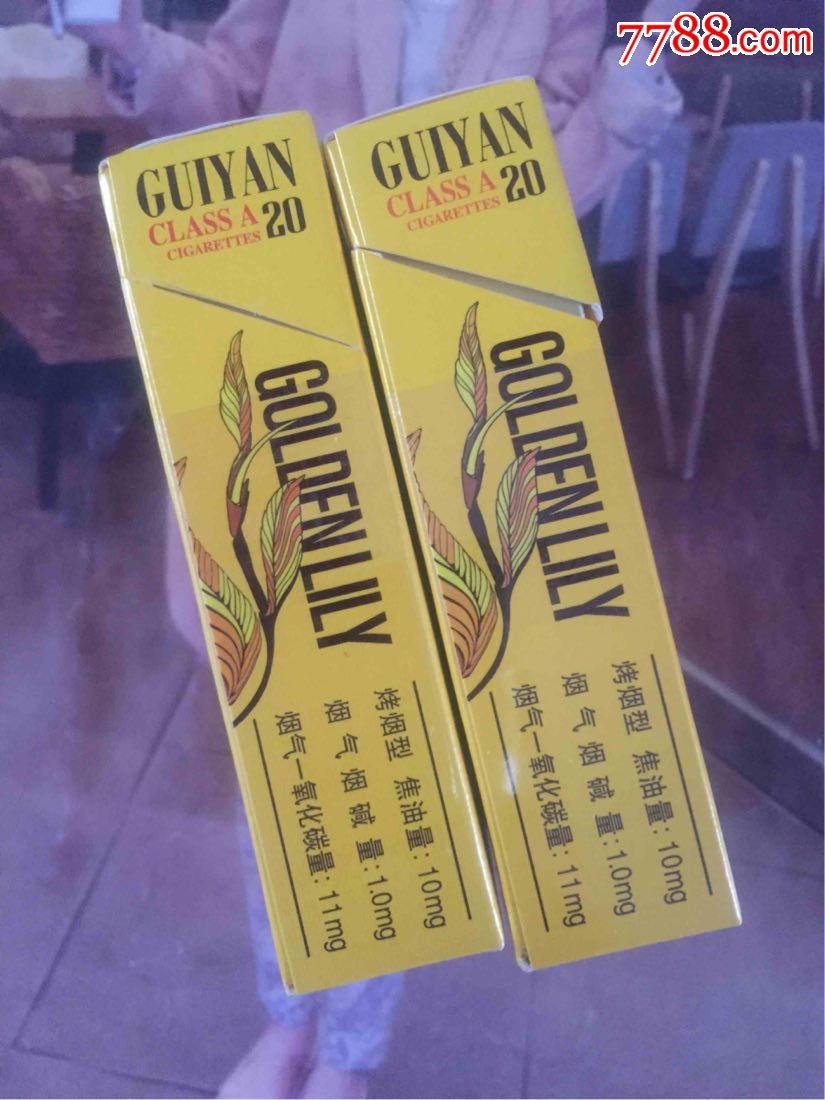 7788.com
GUIYAN
CLASS A 20
CIGARETTES
GOLDEN LILY
烤烟型 焦油量：10mg
烟气烟碱量：1.0mg
烟气一氧化碳量：11mg
GUIYAN
CLASS A 20
CIGARETTES
GOLDEN LILY
烤烟型 焦油量：10mg
烟气烟碱量：1.0mg
烟气一氧化碳量：11mg